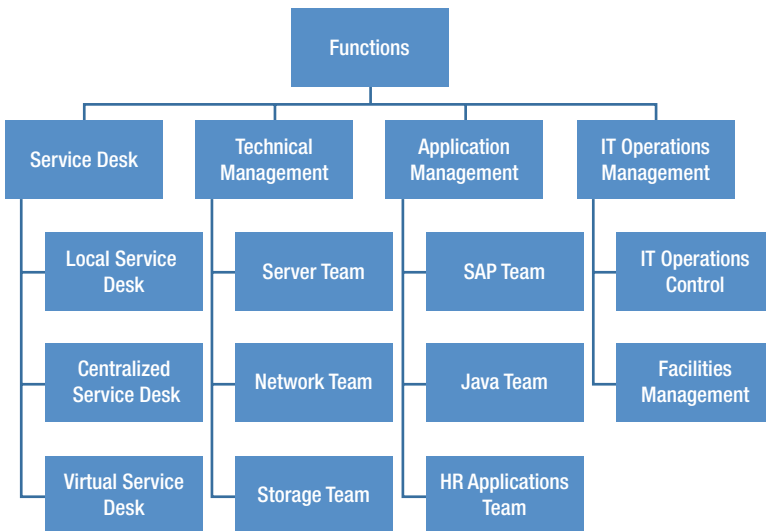 Functions
Service Desk
Technical
Management
Application
Management
IT Operations
Management
Local Service
Desk
Server Team
SAP Team
IT Operations
Control
Centralized
Service Desk
Network Team
Java Team
Facilities
Management
Virtual Service
Desk
Storage Team
HR Applications
Team